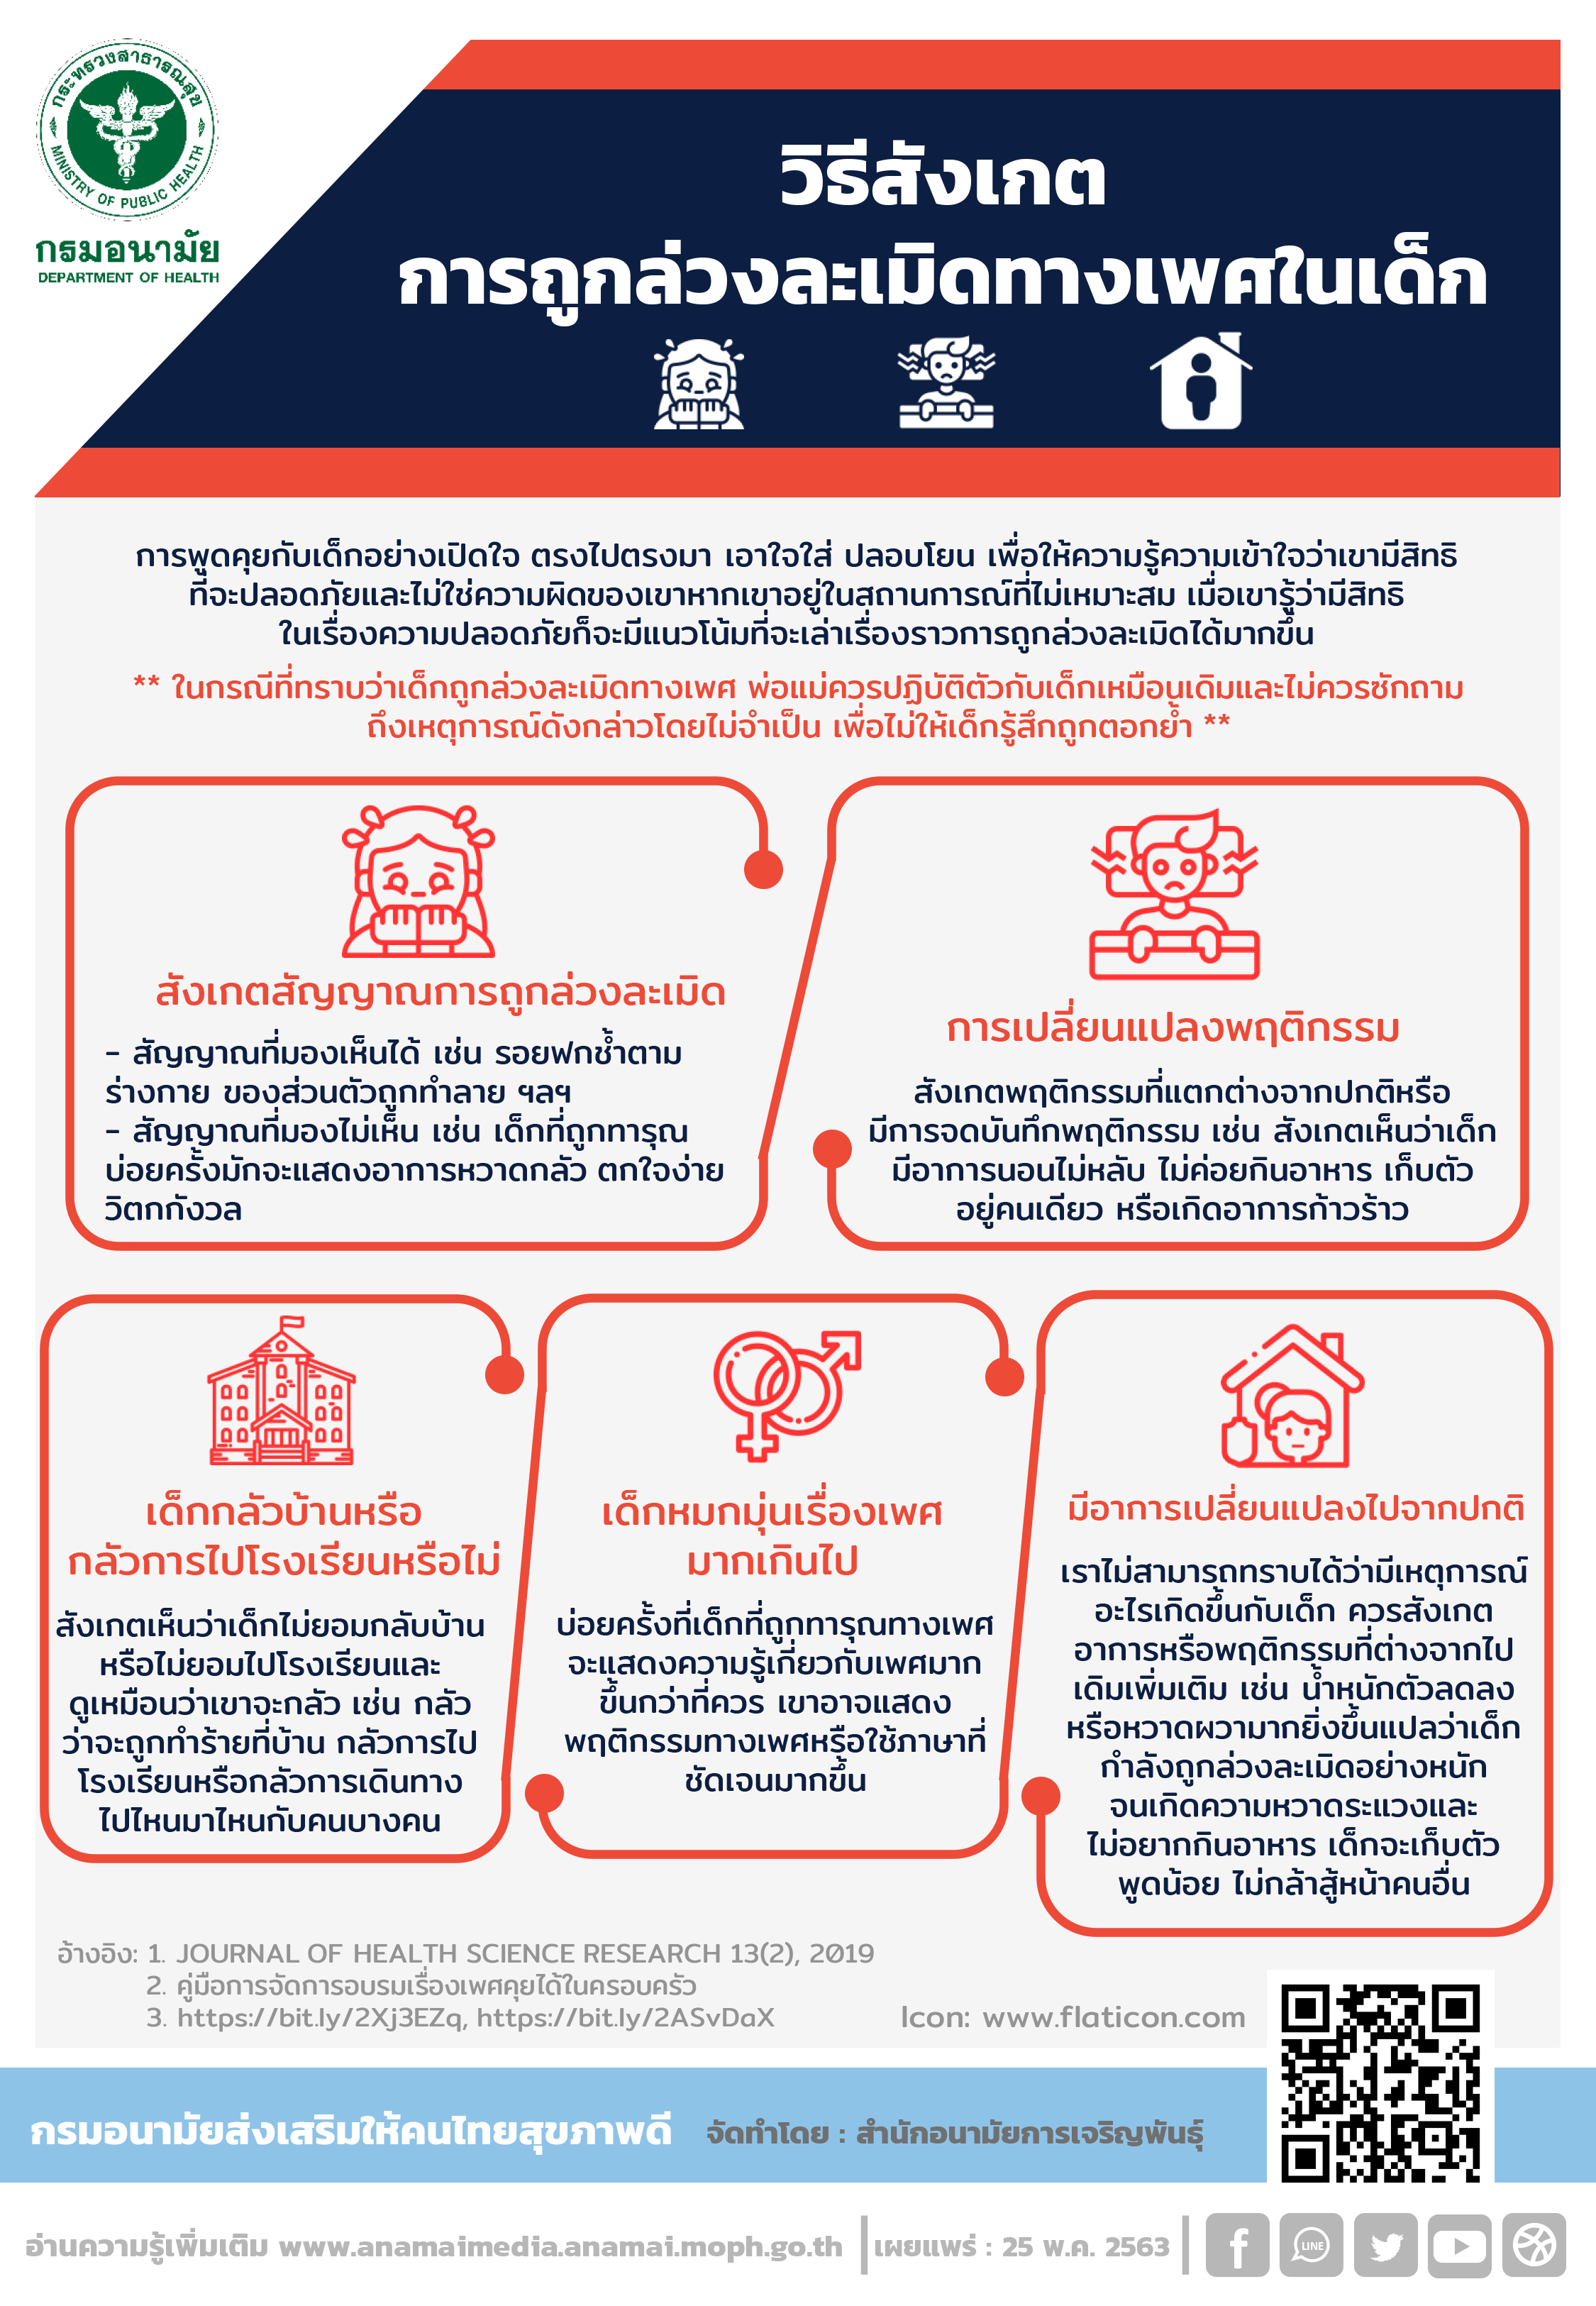 กระทรวงสาธารณสุข
MINISTRY OF PUBLIC HEALTH
กรมอนามัย
DEPARTMENT OF HEALTH
วิธีสังเกต
การถูกล่วงละเมิดทางเพศในเด็ก
การพูดคุยกับเด็กอย่างเปิดใจ ตรงไปตรงมา เอาใจใส่ ปลอบโยน เพื่อให้ความรู้ความเข้าใจว่าเขามีสิทธิ
ที่จะปลอดภัยและไม่ใช่ความผิดของเขาหากเขาอยู่ในสถานการณ์ที่ไม่เหมาะสม เมื่อเขารู้ว่ามีสิทธิ
ในเรื่องความปลอดภัยก็จะมีแนวโน้มที่จะเล่าเรื่องราวการถูกล่วงละเมิดได้มากขึ้น
** ในกรณีที่ทราบว่าเด็กถูกล่วงละเมิดทางเพศ พ่อแม่ควรปฏิบัติตัวกับเด็กเหมือนเดิมและไม่ควรซักถาม
ถึงเหตุการณ์ดังกล่าวโดยไม่จำเป็น เพื่อไม่ให้เด็กรู้สึกถูกตอกย้ำ **
สังเกตสัญญาณการถูกล่วงละเมิด
- สัญญาณที่มองเห็นได้ เช่น รอยฟกช้ำตาม
ร่างกาย ของส่วนตัวถูกทำลาย ฯลฯ
- สัญญาณที่มองไม่เห็น เช่น เด็กที่ถูกทารุณ
บ่อยครั้งมักจะแสดงอาการหวาดกลัว ตกใจง่าย
วิตกกังวล
การเปลี่ยนแปลงพฤติกรรม
สังเกตพฤติกรรมที่แตกต่างจากปกติหรือ
มีการจดบันทึกพฤติกรรม เช่น สังเกตเห็นว่าเด็ก
มีอาการนอนไม่หลับ ไม่ค่อยกินอาหาร เก็บตัว
อยู่คนเดียว หรือเกิดอาการก้าวร้าว
เด็กกลัวบ้านหรือ
กลัวการไปโรงเรียนหรือไม่
สังเกตเห็นว่าเด็กไม่ยอมกลับบ้าน
หรือไม่ยอมไปโรงเรียนและ
ดูเหมือนว่าเขาจะกลัว เช่น กลัว
ว่าจะถูกทำร้ายที่บ้าน กลัวการไป
โรงเรียนหรือกลัวการเดินทาง
ไปไหนมาไหนกับคนบางคน
เด็กหมกมุ่นเรื่องเพศ
มากเกินไป
บ่อยครั้งที่เด็กที่ถูกทารุณทางเพศ
จะแสดงความรู้เกี่ยวกับเพศมาก
ขึ้นกว่าที่ควร เขาอาจแสดง
พฤติกรรมทางเพศหรือใช้ภาษาที่
ชัดเจนมากขึ้น
มีอาการเปลี่ยนแปลงไปจากปกติ
เราไม่สามารถทราบได้ว่ามีเหตุการณ์
อะไรเกิดขึ้นกับเด็ก ควรสังเกต
อาการหรือพฤติกรรมที่ต่างจากไป
เดิมเพิ่มเติม เช่น น้ำหนักตัวลดลง
หรือหวาดผวามากยิ่งขึ้นแปลว่าเด็ก
กำลังถูกล่วงละเมิดอย่างหนัก
จนเกิดความหวาดระแวงและ
ไม่อยากกินอาหาร เด็กจะเก็บตัว
พูดน้อย ไม่กล้าสู้หน้าคนอื่น
อ้างอิง: 1. JOURNAL OF HEALTH SCIENCE RESEARCH 13(2), 2019
2. คู่มือการจัดการอบรมเรื่องเพศคุยได้ในครอบครัว
3. https://bit.ly/2Xj3EZq, https://bit.ly/2ASvDaX
Icon: www.flaticon.com
กรมอนามัยส่งเสริมให้คนไทยสุขภาพดี
จัดทำโดย : สำนักอนามัยการเจริญพันธุ์
อ่านความรู้เพิ่มเติม www.anamaimedia.anamai.moph.go.th
เผยแพร่ : 25 พ.ค. 2563
LINE